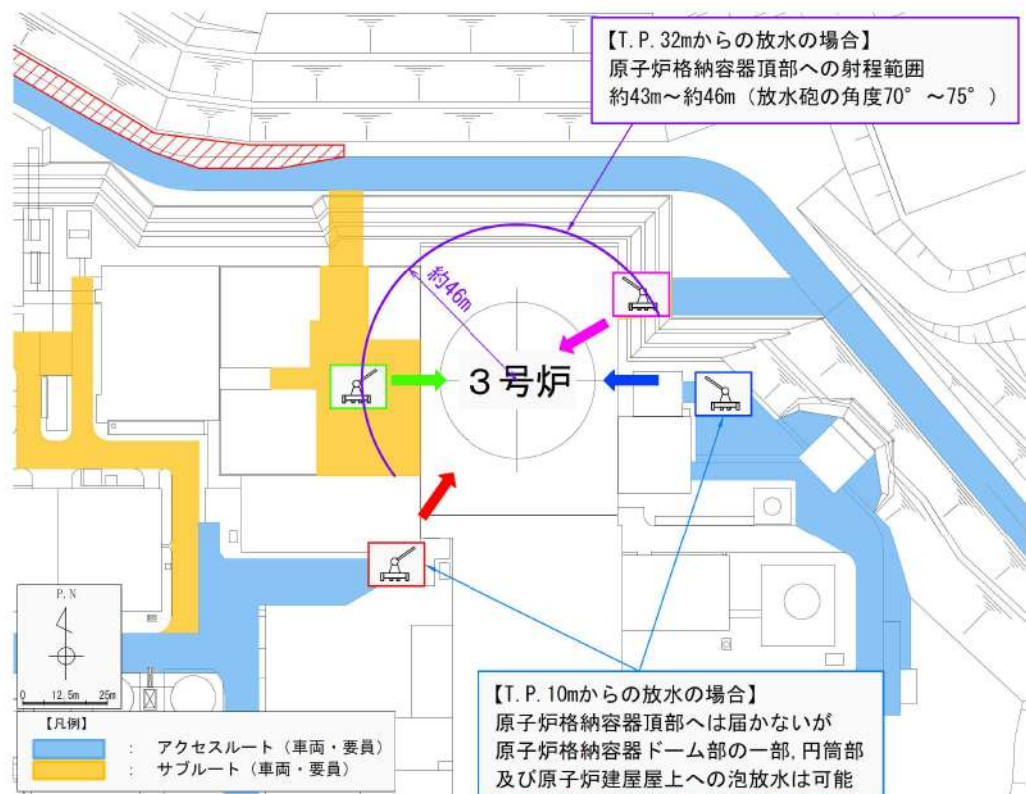 【T.P.32mからの放水の場合】
原子炉格納容器頂部への射程範囲
約43m～約46m（放水砲の角度70°～75°）
約46m
３号炉
P.N
0 12.5m 25m
【凡例】
： アクセスルート（車両・要員）
： サブルート（車両・要員）
【T.P.10mからの放水の場合】
原子炉格納容器頂部へは届かないが
原子炉格納容器ドーム部の一部,円筒部
及び原子炉建屋屋上への泡放水は可能